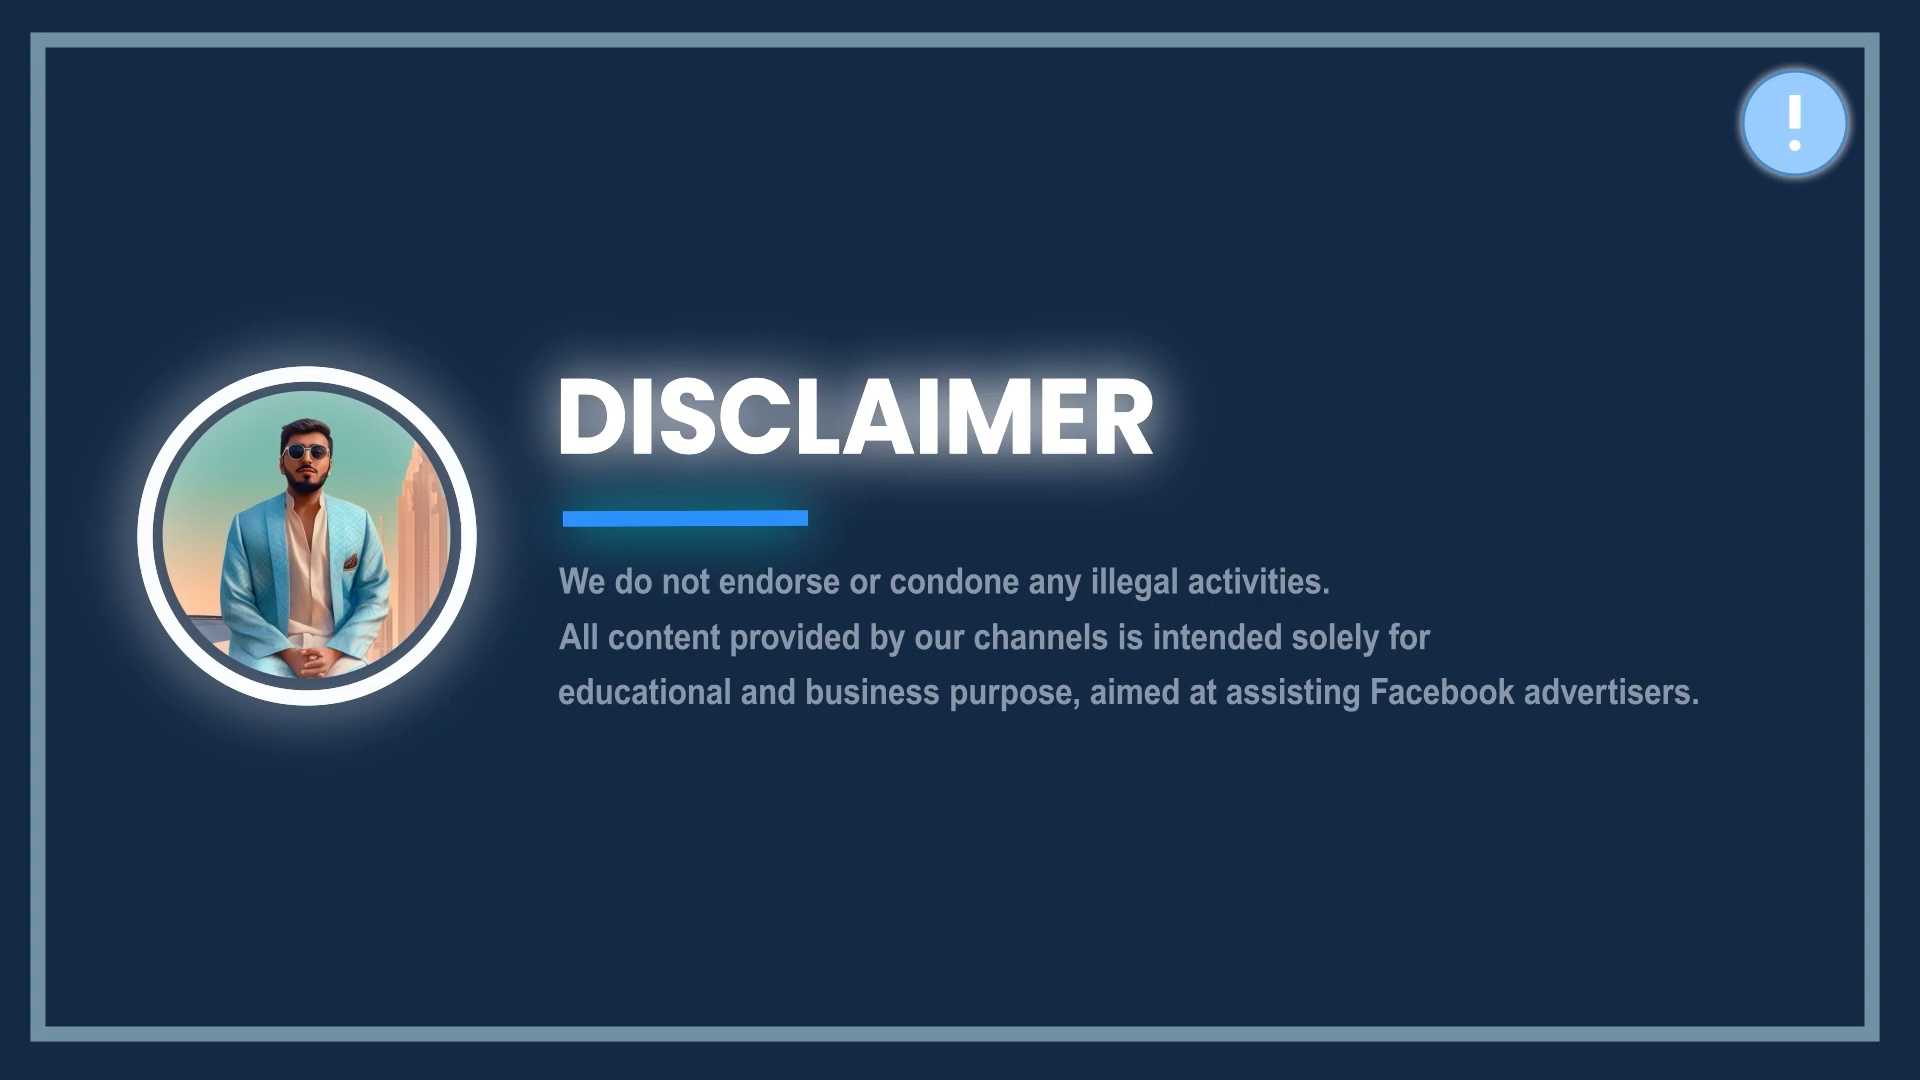 !
DISCLAIMER
We do not endorse or condone any illegal activities.
All content provided by our channels is intended solely for
educational and business purpose, aimed at assisting Facebook advertisers.